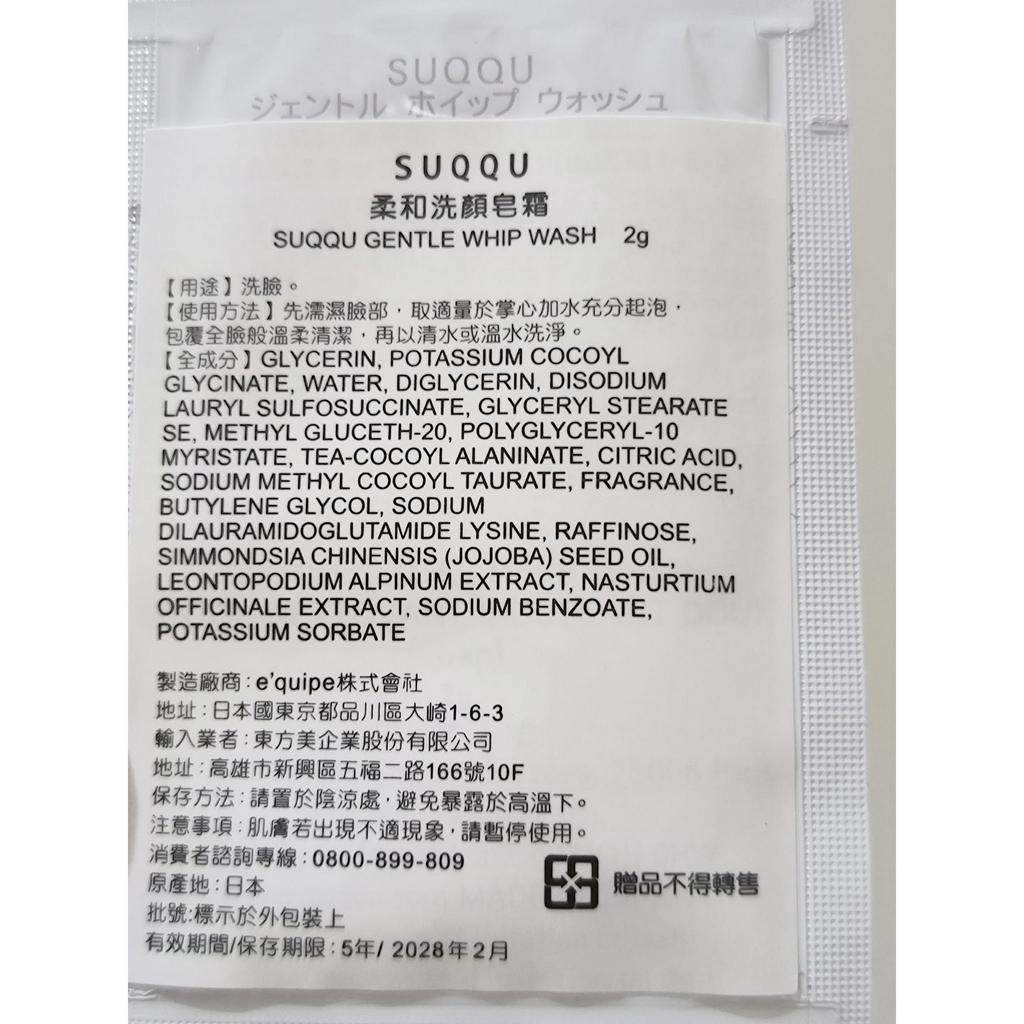 SUQQU
ジェントル ホイップ ウォッシュ
SUQQU
柔和洗顏皂霜
SUQQU GENTLE WHIP WASH 2g
【用途】洗臉。
【使用方法】先濡濕臉部，取適量於掌心加水充分起泡，
包覆全臉般溫柔清潔，再以清水或溫水洗淨。
【全成分】GLYCERIN, POTASSIUM COCOYL
GLYCINATE, WATER, DIGLYCERIN, DISODIUM
LAURYL SULFOSUCCINATE, GLYCERYL STEARATE
SE, METHYL GLUCETH-20, POLYGLYCERYL-10
MYRISTATE, TEA-COCOYL ALANINATE, CITRIC ACID,
SODIUM METHYL COCOYL TAURATE, FRAGRANCE,
BUTYLENE GLYCOL, SODIUM
DILAURAMIDOGLUTAMIDE LYSINE, RAFFINOSE,
SIMMONDSIA CHINENSIS (JOJOBA) SEED OIL,
LEONTOPODIUM ALPINUM EXTRACT, NASTURTIUM
OFFICINALE EXTRACT, SODIUM BENZOATE,
POTASSIUM SORBATE
製造廠商：e'quipe株式會社
地址：日本國東京都品川區大崎1-6-3
輸入業者：東方美企業股份有限公司
地址：高雄市新興區五福二路166號10F
保存方法：請置於陰涼處，避免暴露於高溫下。
注意事項：肌膚若出現不適現象，請暫停使用。
消費者諮詢專線：0800-899-809
原產地：日本
贈品不得轉售
批號:標示於外包裝上
有效期間/保存期限：5年/ 2028年2月